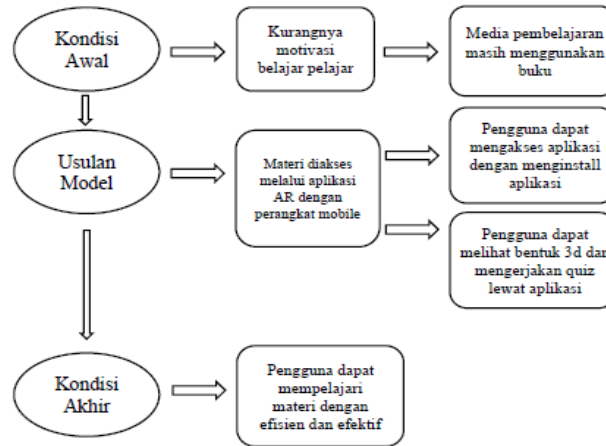 Kondisi
Awal
Kurangnya
motivasi
belajar pelajar
Media pembelajaran
masih menggunakan
buku
Usulan
Model
Materi diakses
melalui aplikasi
AR dengan
perangkat mobile
Pengguna dapat
mengakses aplikasi
dengan menginstall
aplikasi
Pengguna dapat
melihat bentuk 3d dan
mengerjakan quiz
lewat aplikasi
Kondisi
Akhir
Pengguna dapat
mempelajari
materi dengan
efisien dan efektif